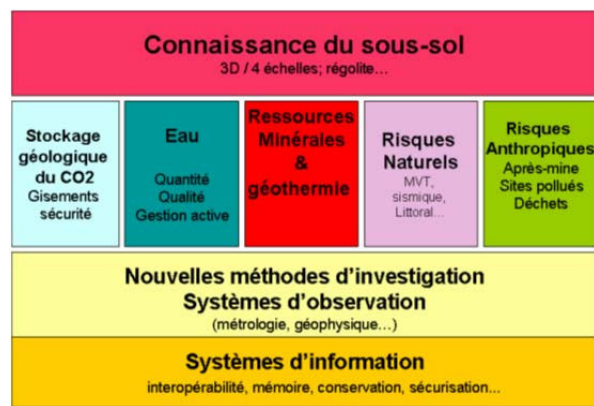 Connaissance du sous-sol
3D / 4 échelles; régolite...
Stockage
géologique
du CO2
Gisements
sécurité
Eau
Quantité
Qualité
Gestion active
Ressources
Minérales
&
géothermie
Risques
Naturels
MVT,
sismique,
Littoral...
Risques
Anthropiques
Après-mine
Sites pollués
Déchets
Nouvelles méthodes d'investigation
Systèmes d'observation
(métrologie, géophysique...)
Systèmes d'information
interopérabilité, mémoire, conservation, sécurisation...